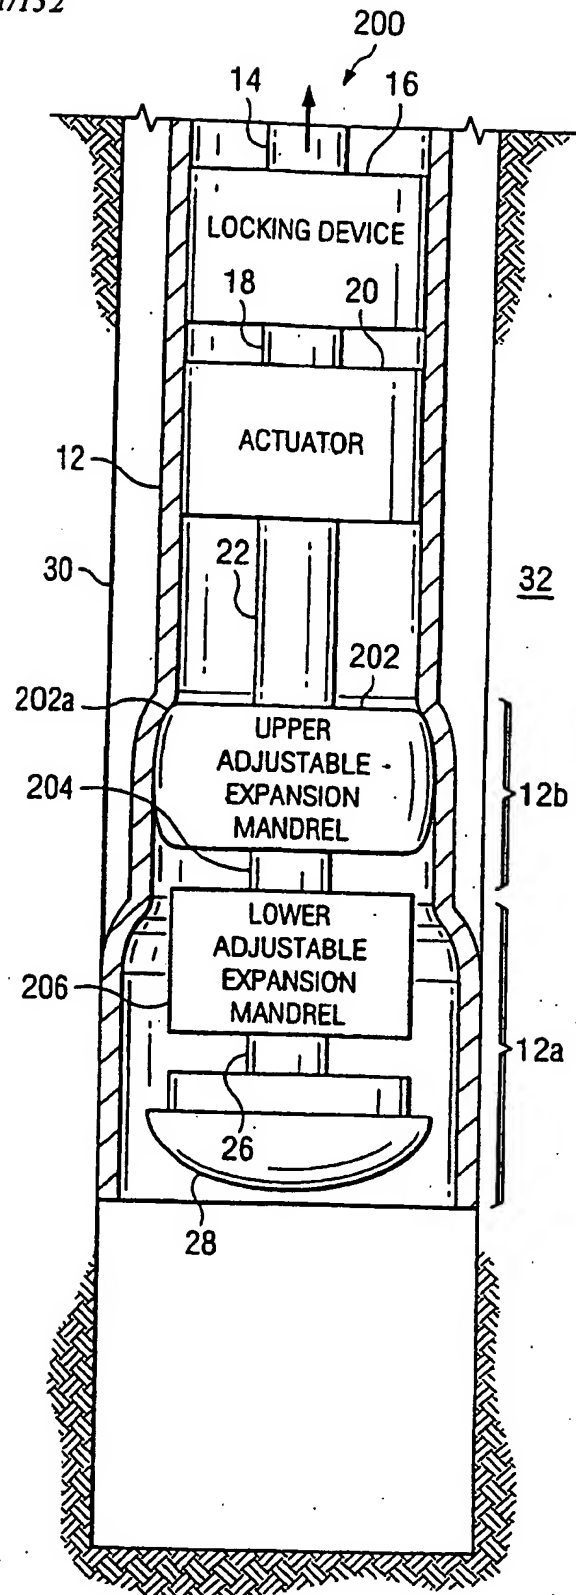 200
14
16
LOCKING DEVICE
18
20
ACTUATOR
12
22
30
32
202
202a
UPPER
ADJUSTABLE
EXPANSION
MANDREL
204
12b
LOWER
ADJUSTABLE
EXPANSION
MANDREL
206
12a
26
28